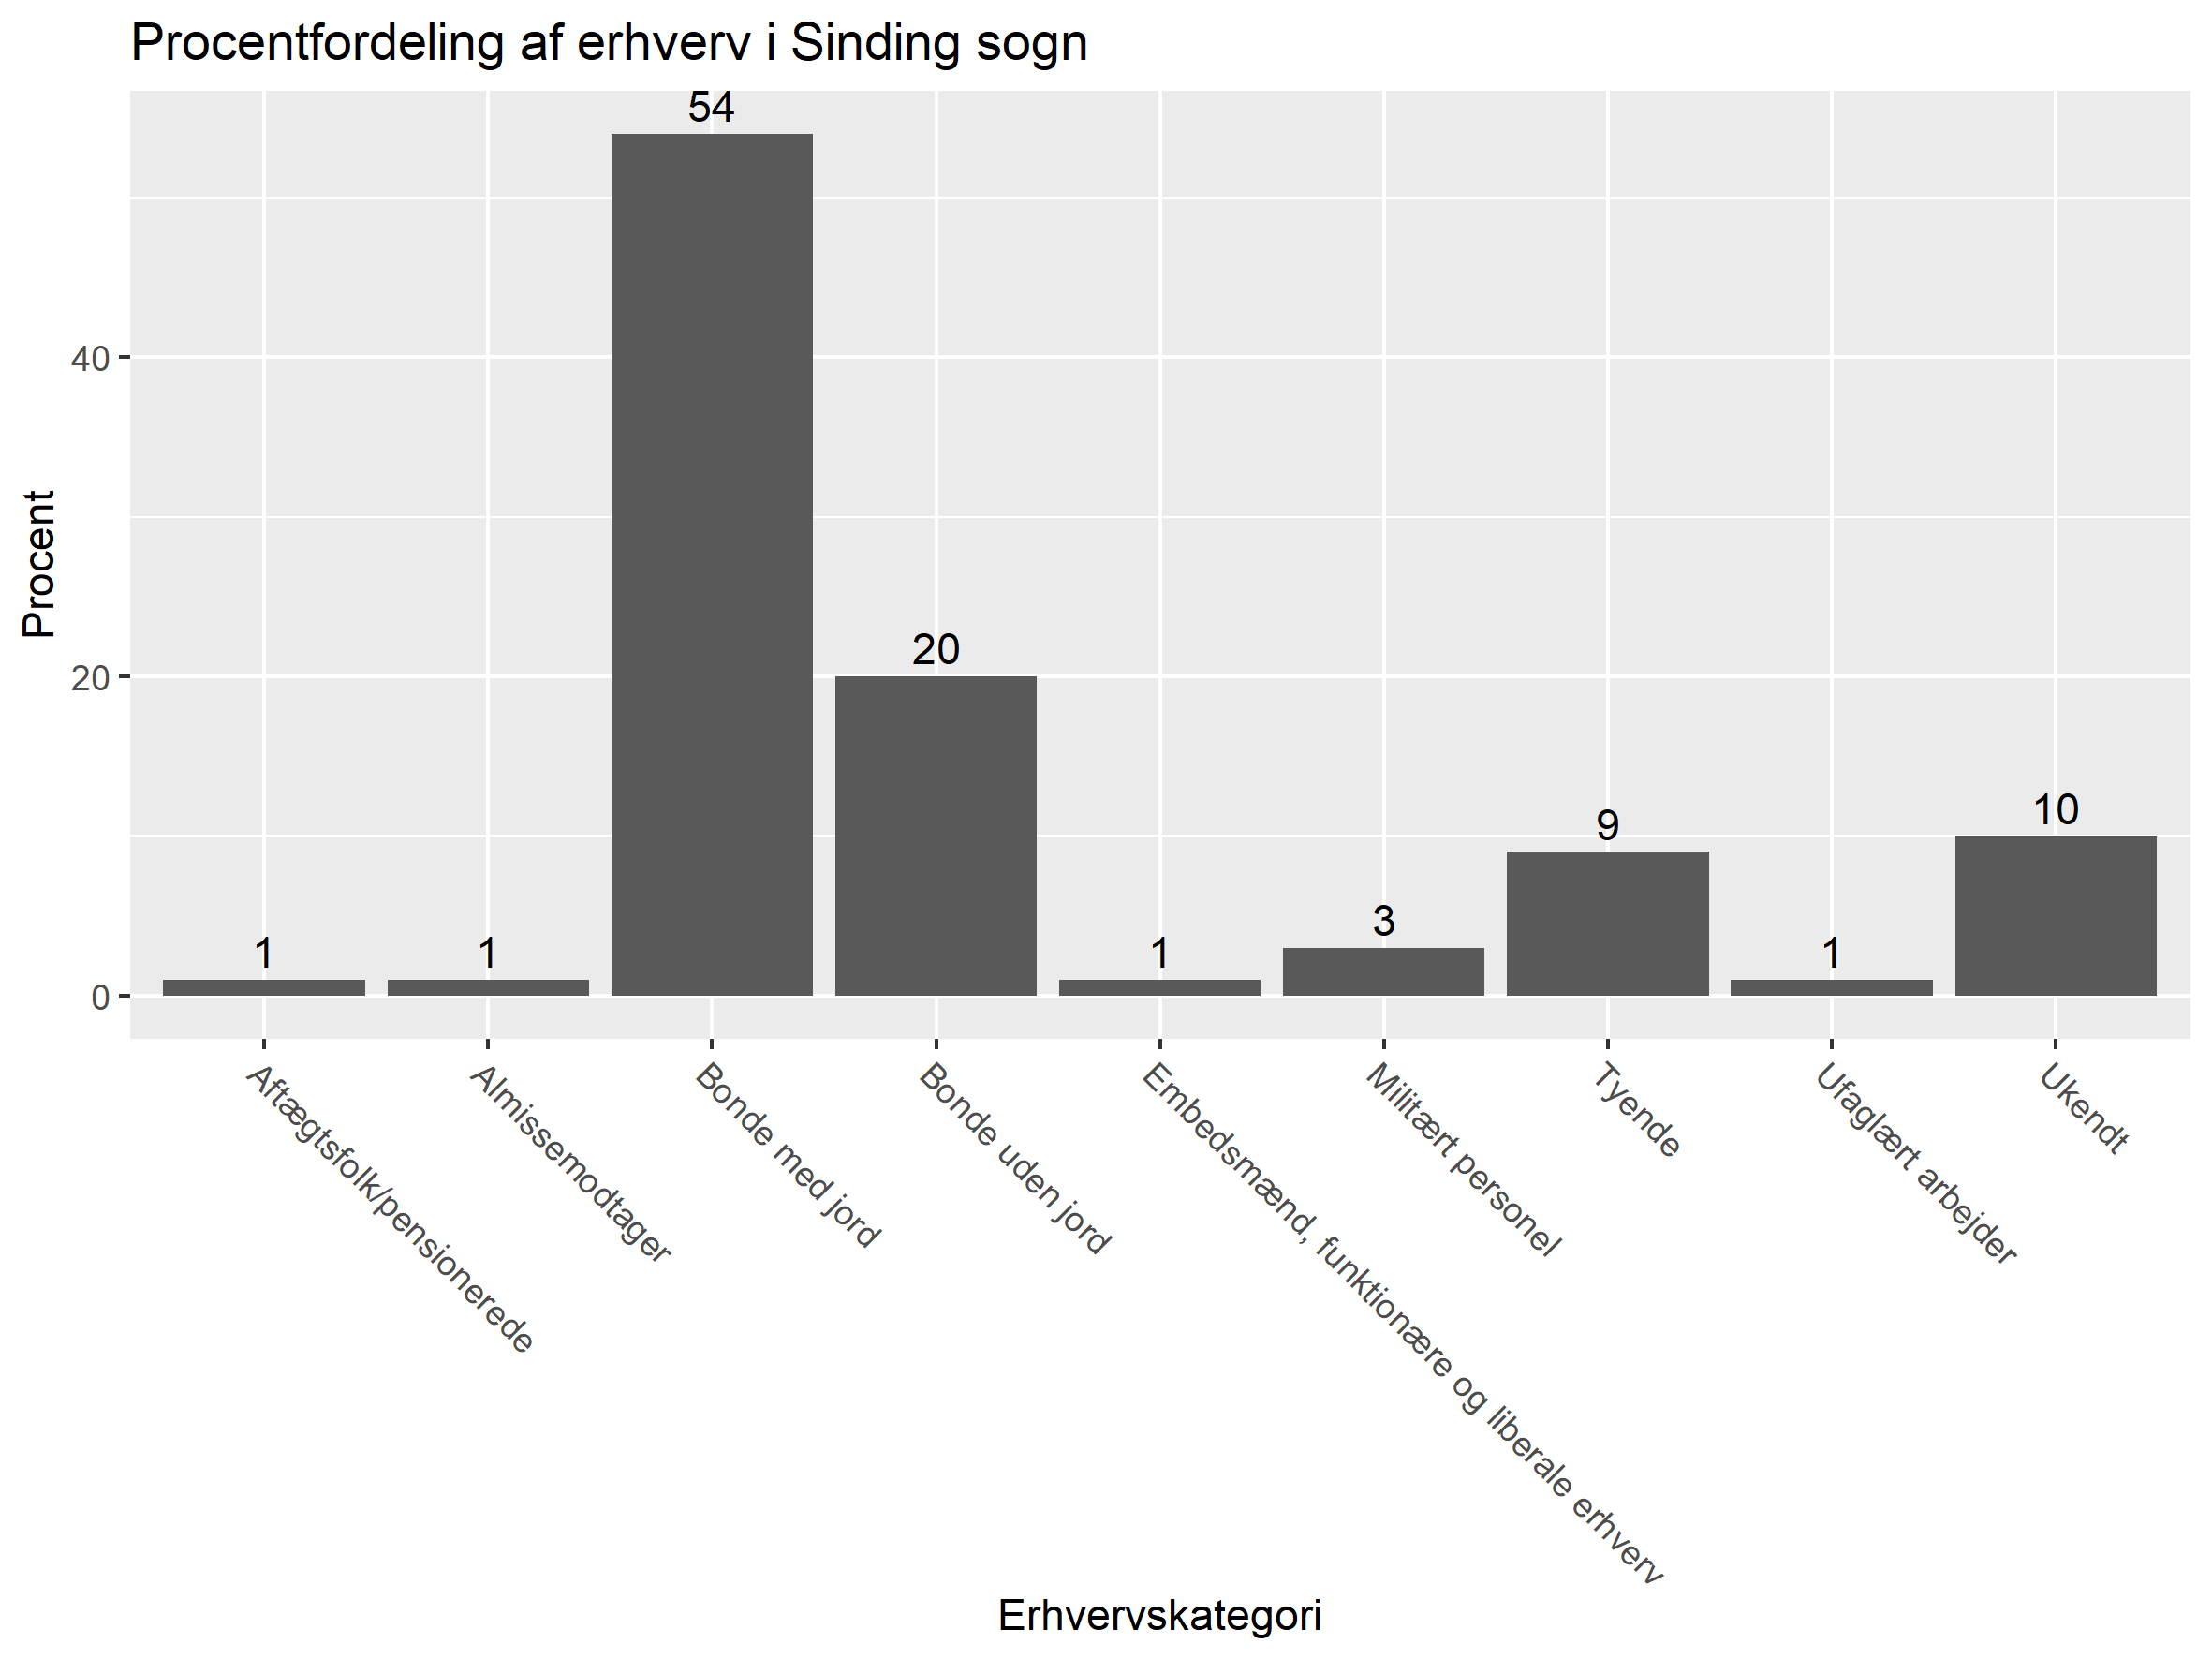 Procentfordeling af erhverv i Sinding sogn
Procent
40
20
0
1
1
54
20
1
3
9
1
10
Aftægtsfolk/pensionerede
Almissemodtager
Bonde med jord
Bonde uden jord
Embedsmænd, funktionære og liberale erhverv
Militært personel
Tyende
Ufaglært arbejder
Ukendt
Erhvervskategori